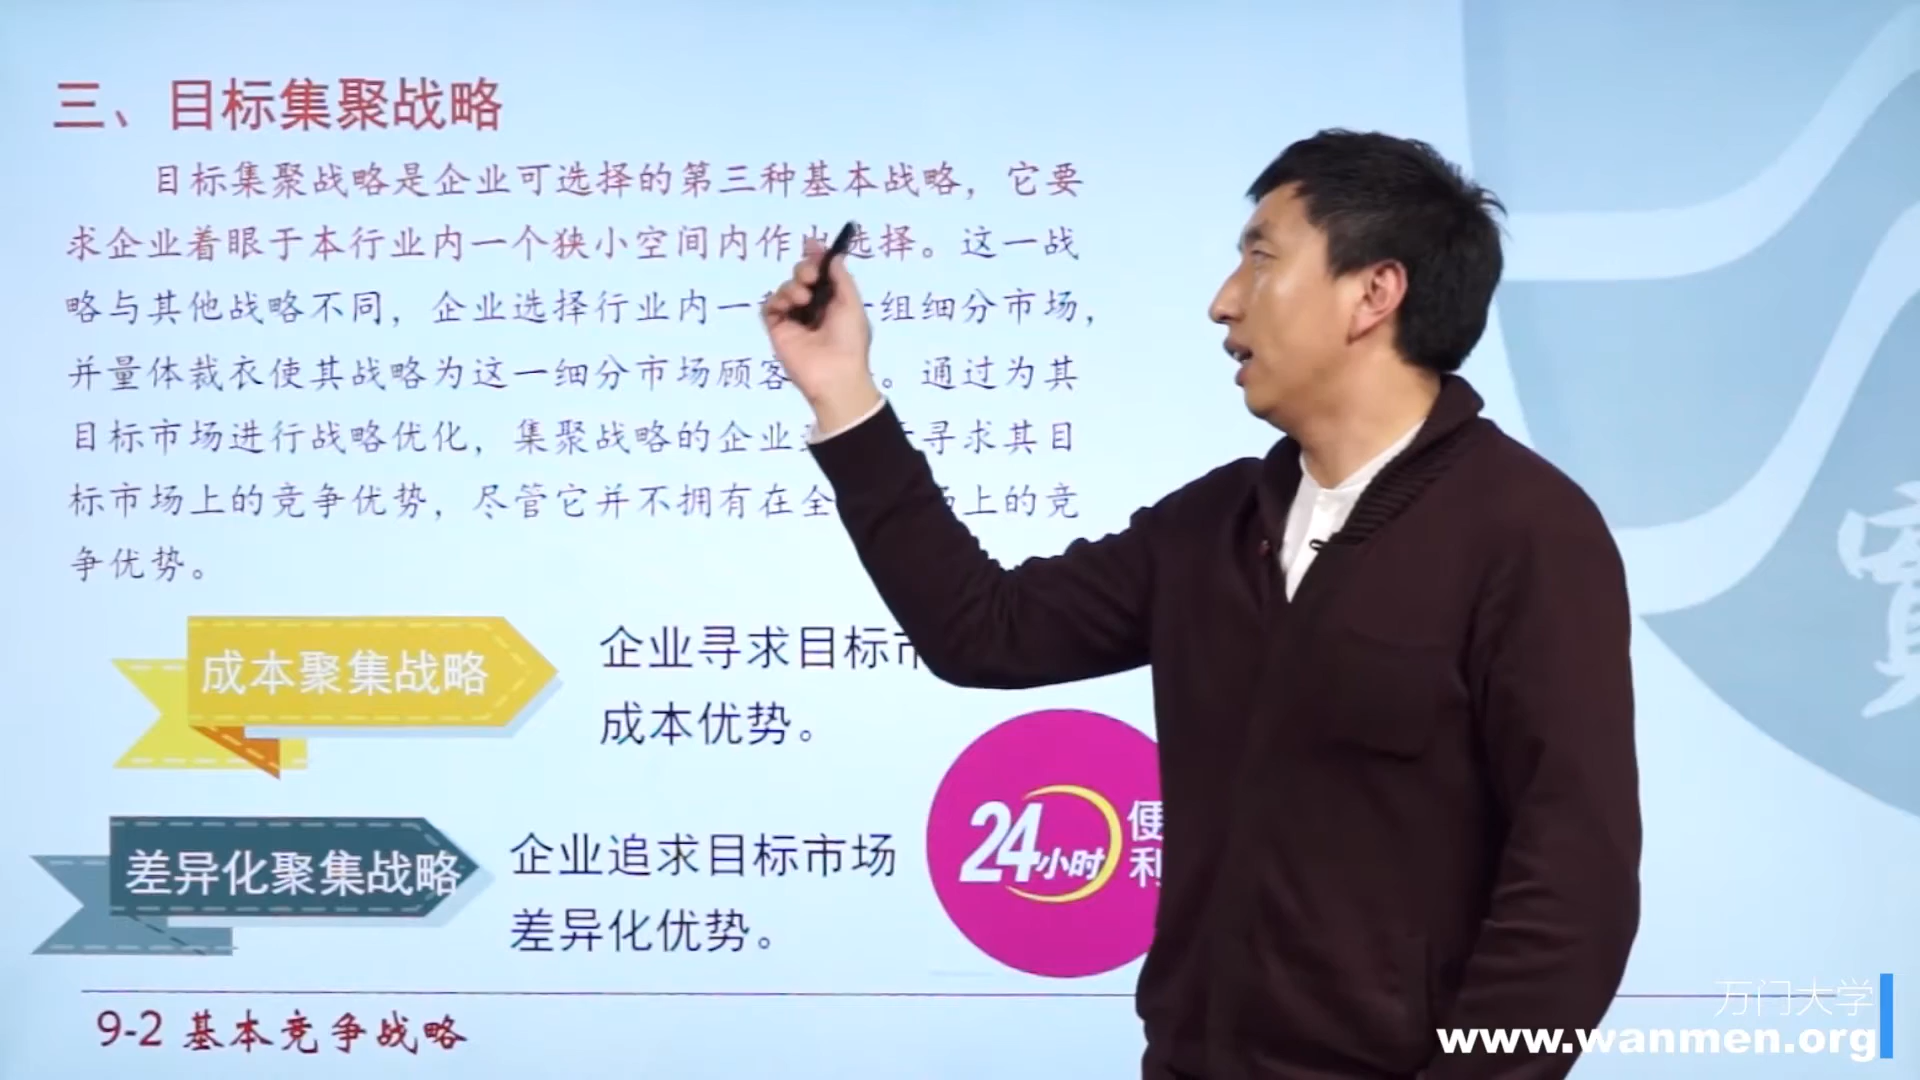 三、目标集聚战略
目标集聚战略是企业可选择的第三种基本战略，它要
求企业着眼于本行业内一个狭小空间内作出选择。这一战
略与其他战略不同，企业选择行业内一 一组细分市场，
并量体裁衣使其战略为这一细分市场顾客 。通过为其
目标市场进行战略优化，集聚战略的企业 寻求其目
标市场上的竞争优势，尽管它并不拥有在全 场上的竞
争优势。
成本聚集战略
企业寻求目标市
成本优势。
差异化聚集战略
企业追求目标市场
差异化优势。
24小时
便
利
寶
9-2 基本竞争战略
万门大学
www.wanmen.org